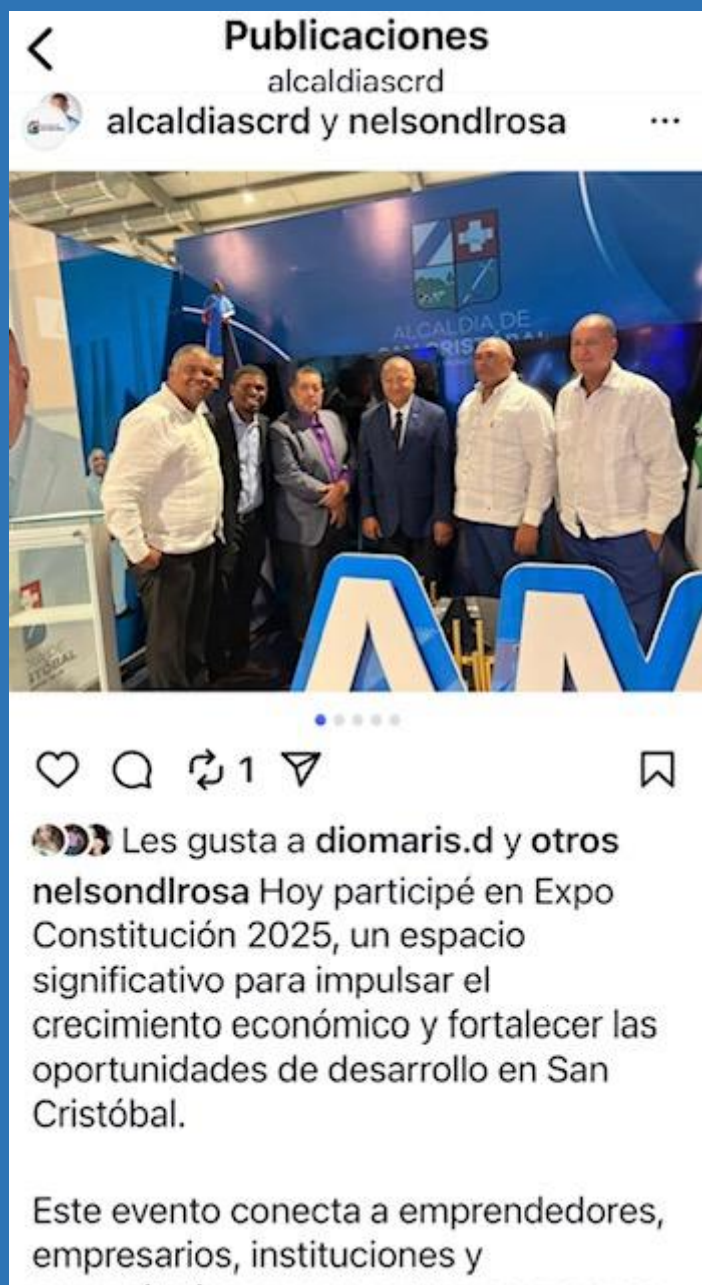 Publicaciones
alcaldiascrd
alcaldiascrd y nelsondlrosa
ALCALDÍA DE
1
Les gusta a diomaris.d y otros
nelsondlrosa Hoy participé en Expo
Constitución 2025, un espacio
significativo para impulsar el
crecimiento económico y fortalecer las
oportunidades de desarrollo en San
Cristóbal.
Este evento conecta a emprendedores,
empresarios, instituciones y